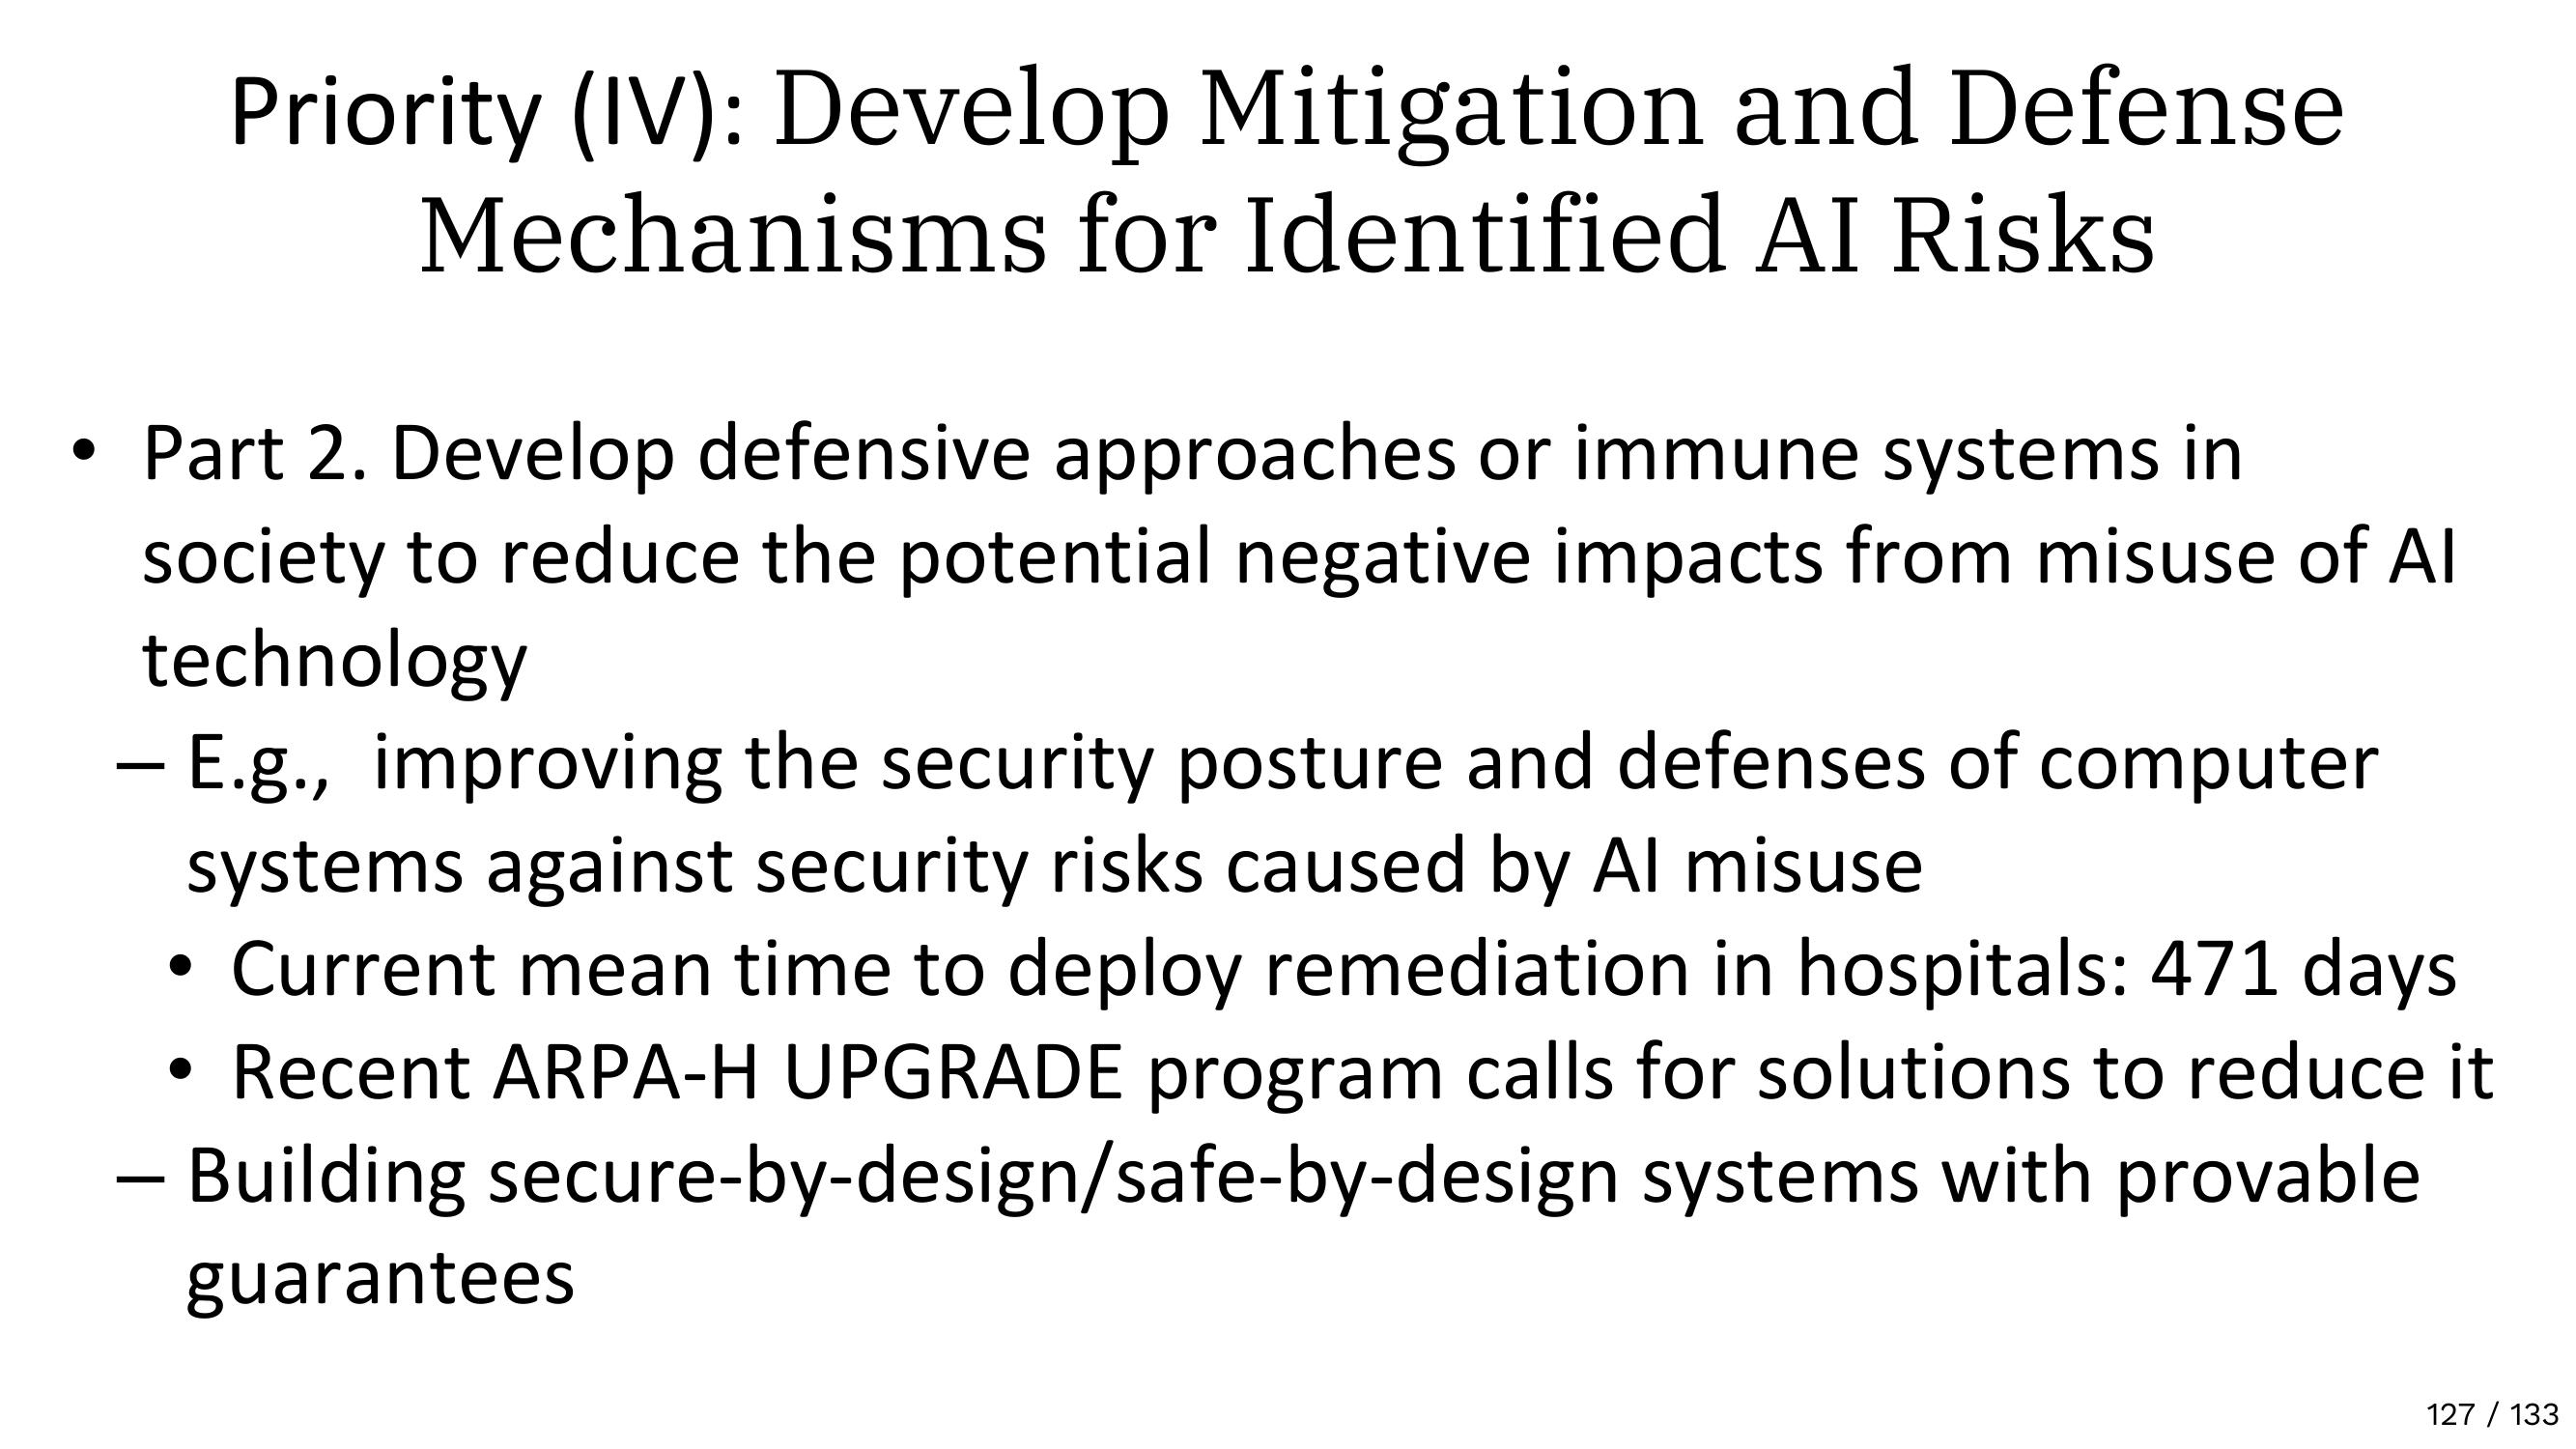 Priority (IV): Develop Mitigation and Defense
Mechanisms for Identified AI Risks
• Part 2. Develop defensive approaches or immune systems in
society to reduce the potential negative impacts from misuse of AI
technology
– E.g.,  improving the security posture and defenses of computer
systems against security risks caused by AI misuse
• Current mean time to deploy remediation in hospitals: 471 days
• Recent ARPA-H UPGRADE program calls for solutions to reduce it
– Building secure-by-design/safe-by-design systems with provable
guarantees
127 / 133